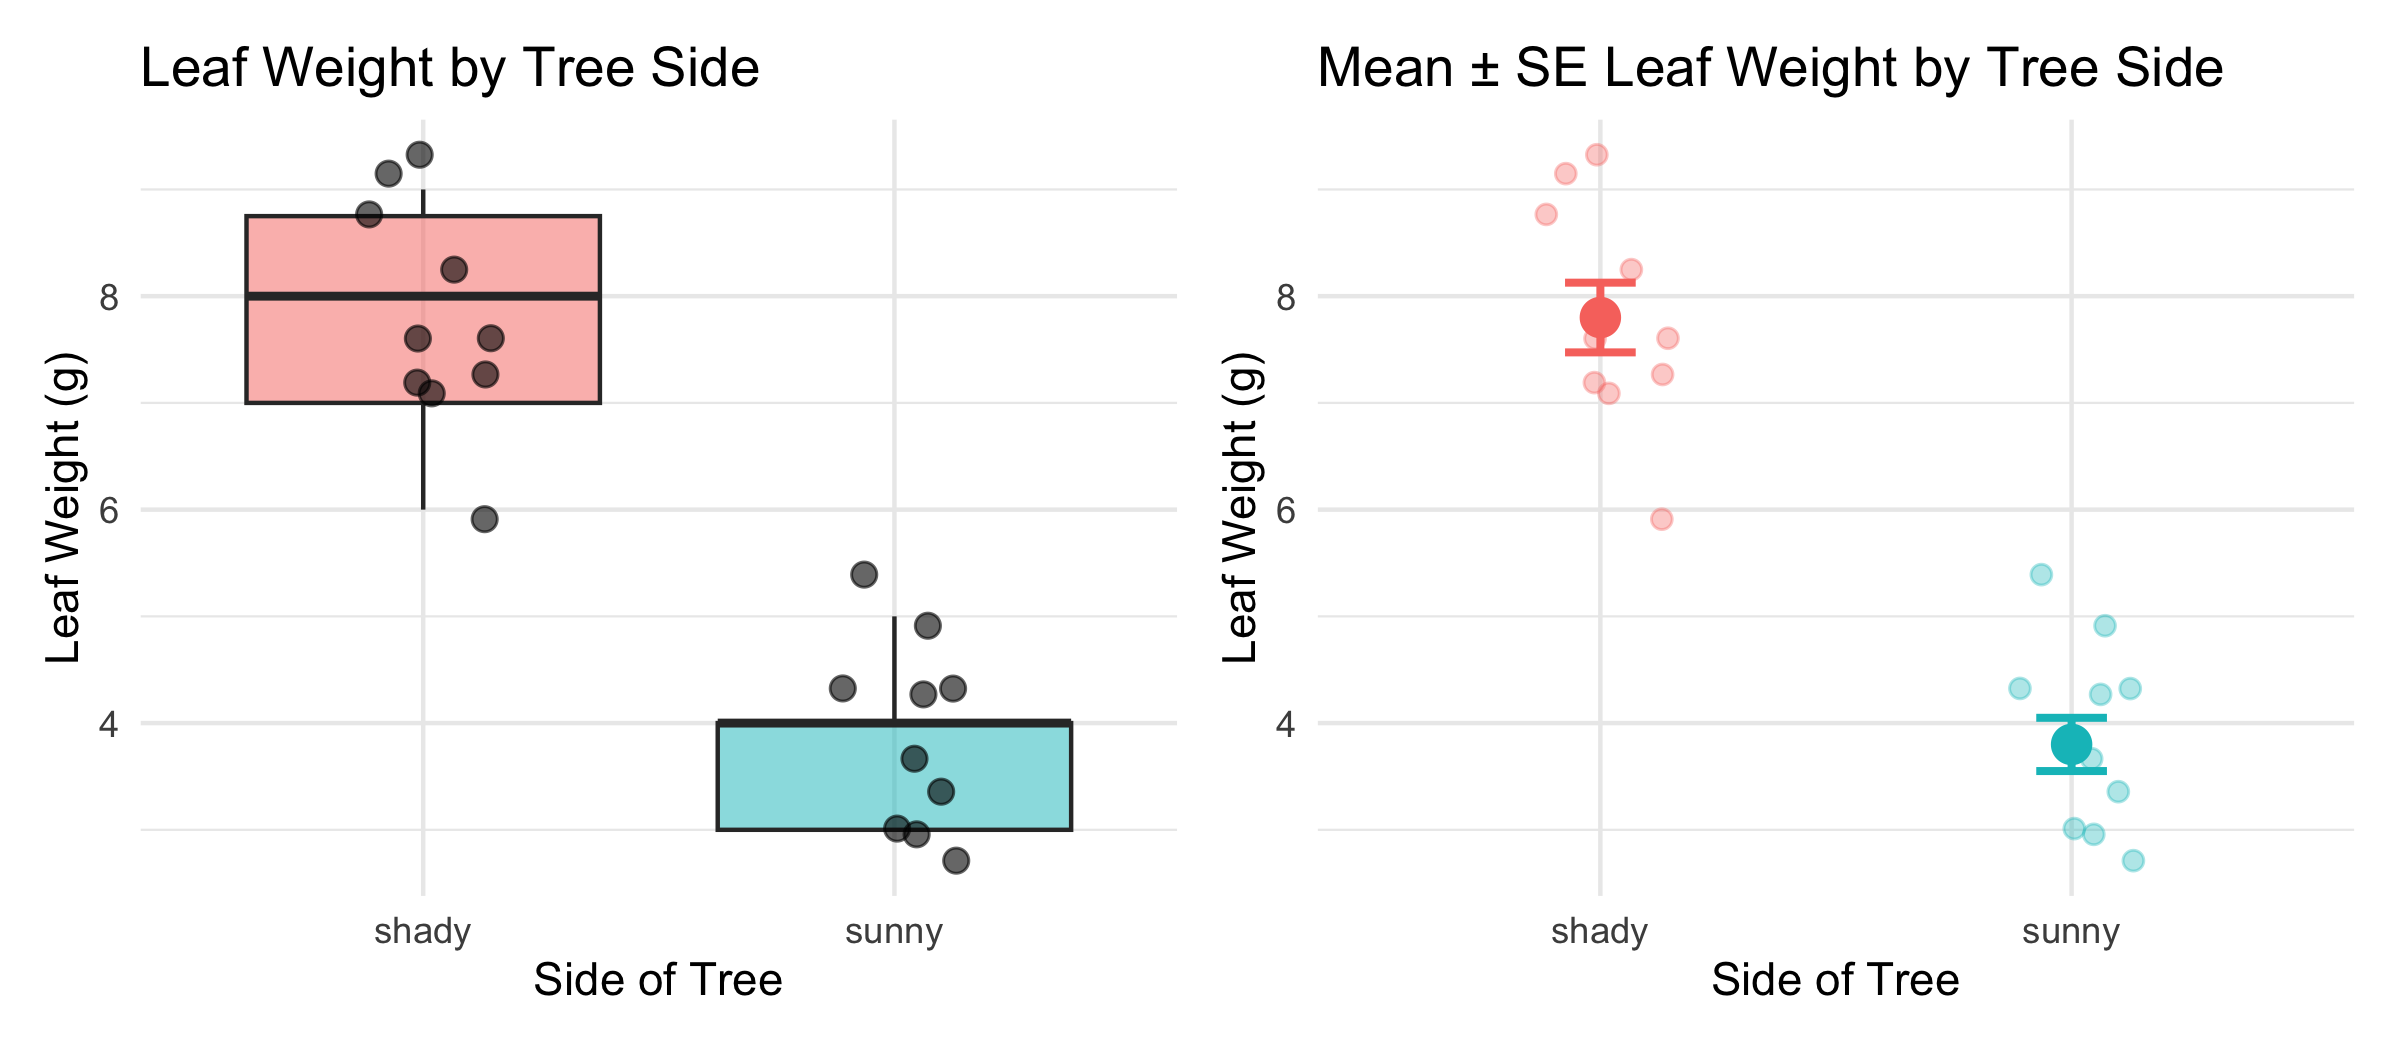 Leaf Weight by Tree Side
Leaf Weight (g)
8
6
4
shady
sunny
Side of Tree
Mean ± SE Leaf Weight by Tree Side
Leaf Weight (g)
8
6
4
shady
sunny
Side of Tree